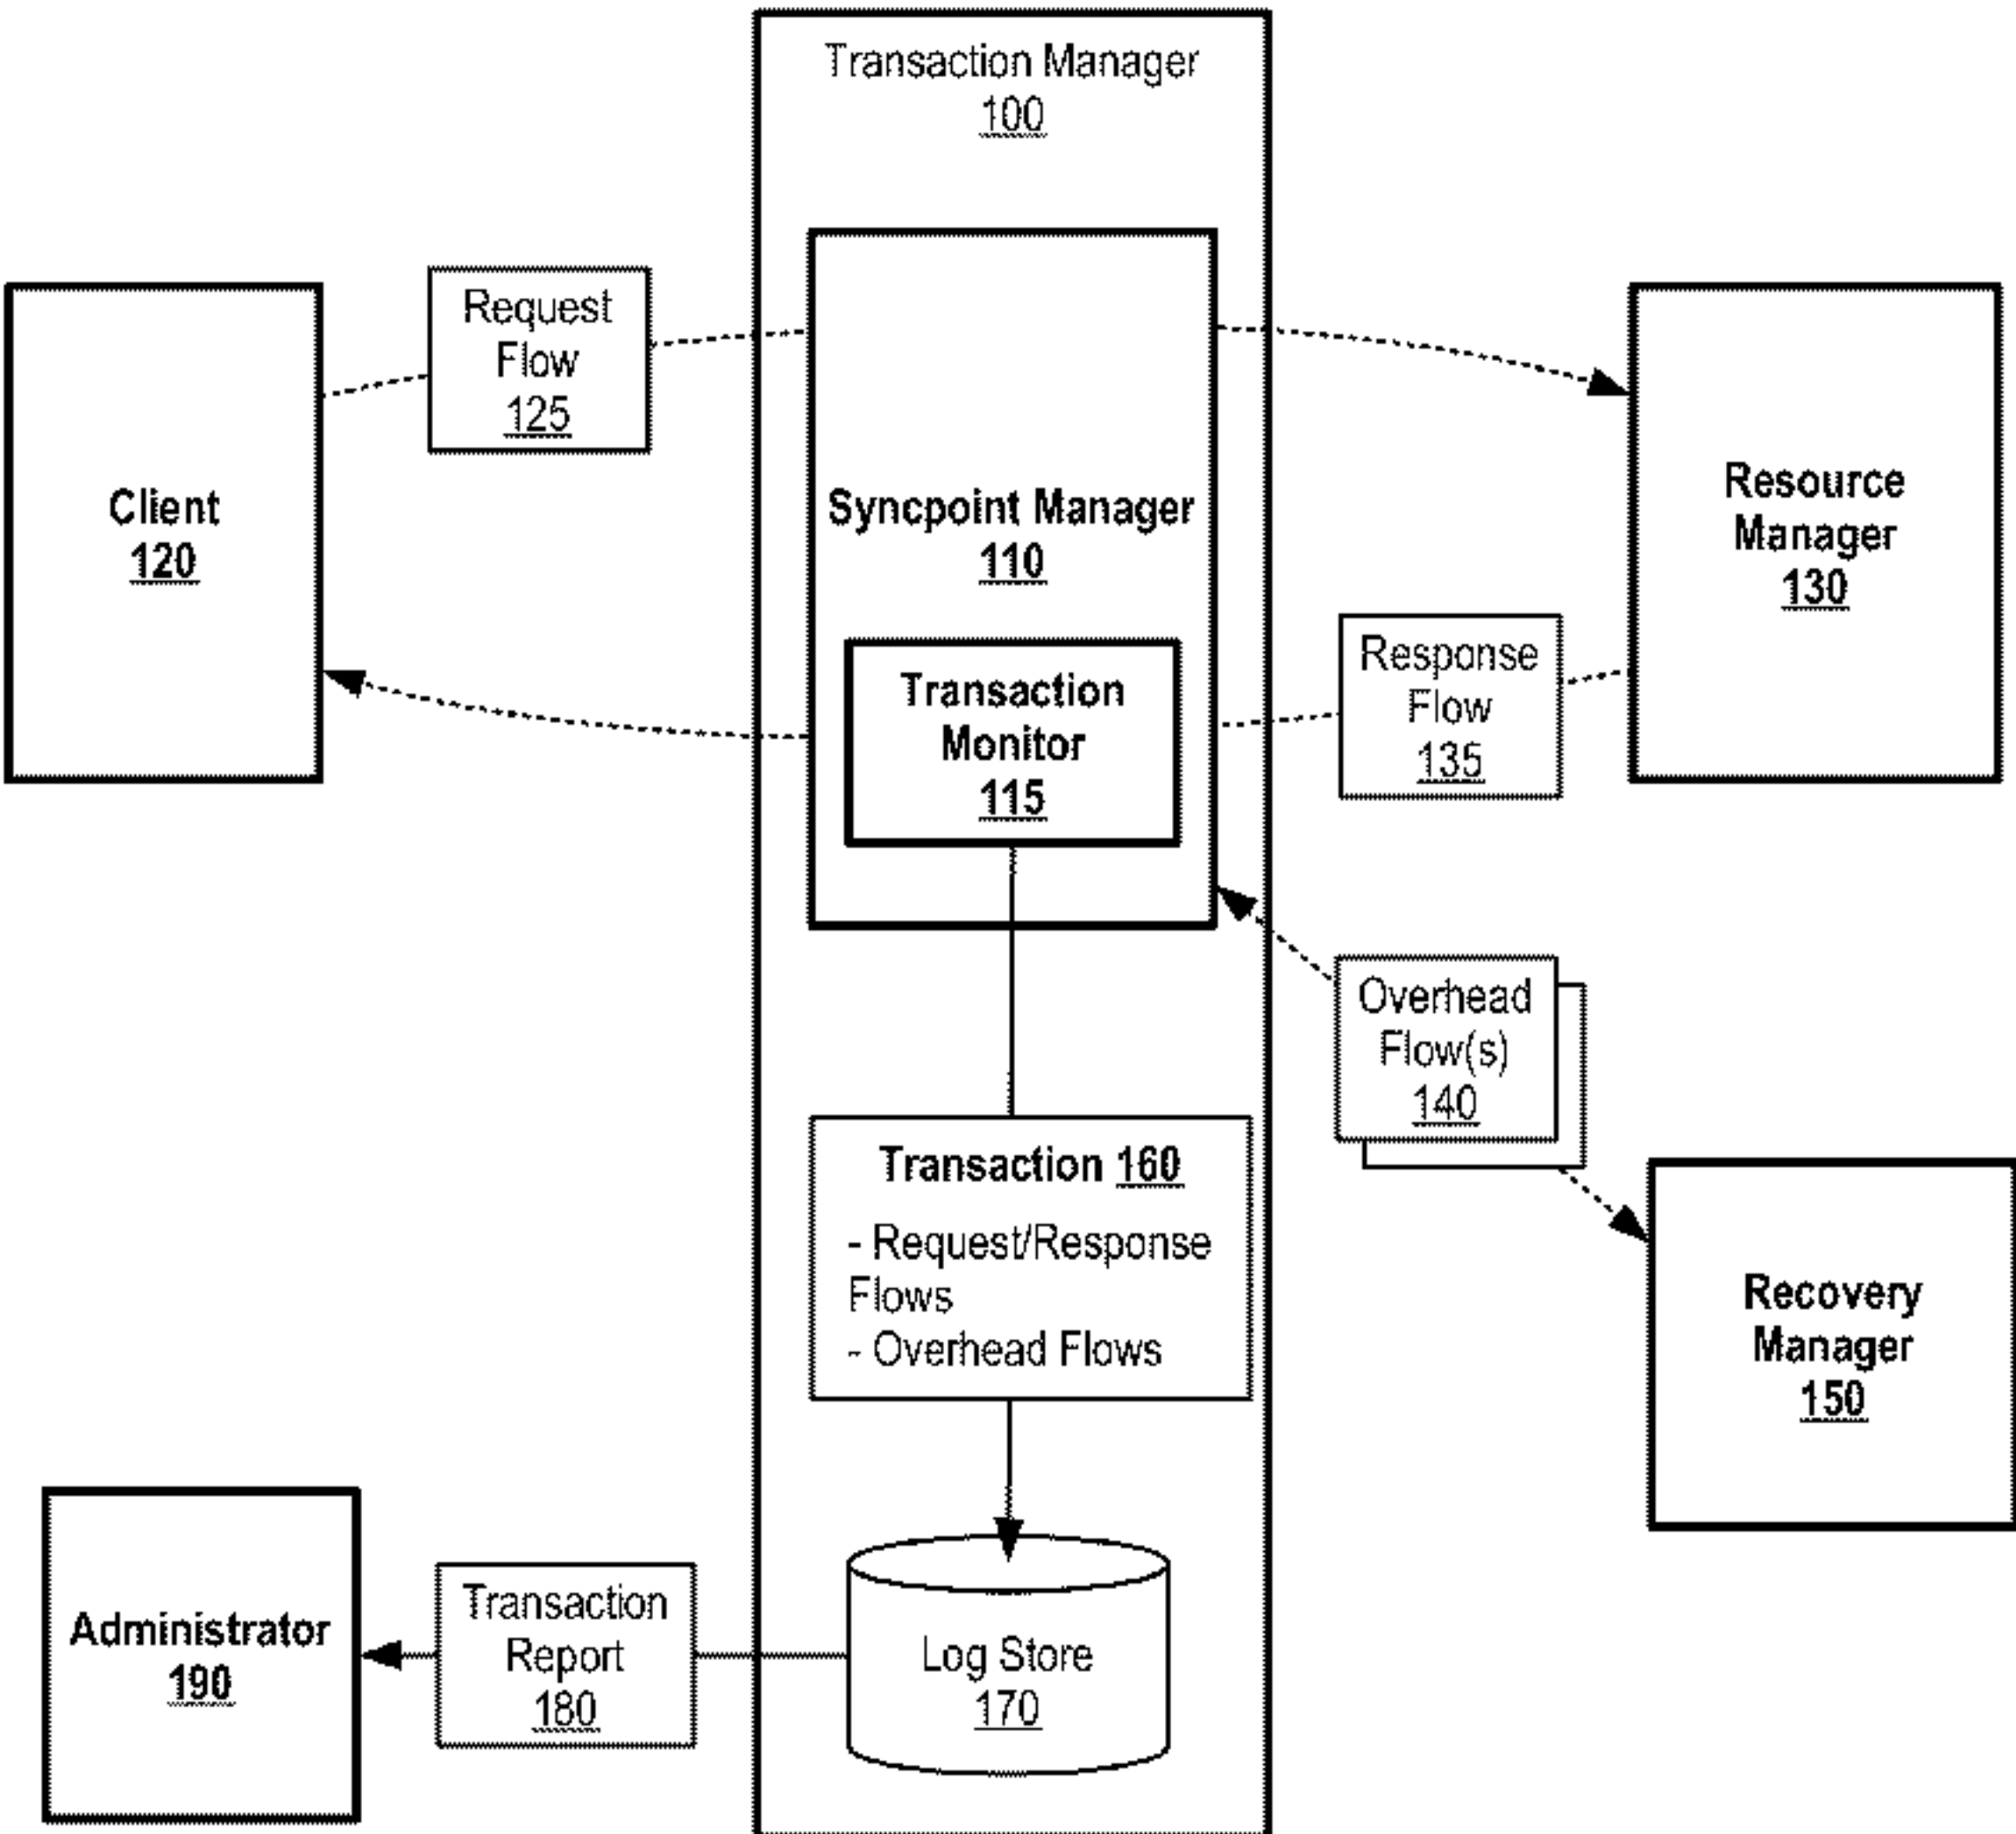 Transaction Manager
100
Request
Flow
125
Client
120
Syncpoint Manager
110
Resource
Manager
130
Transaction
Monitor
115
Response
Flow
135
Overhead
Flow(s)
140
Transaction 160
- Request/Response
Flows
- Overhead Flows
Recovery
Manager
150
Administrator
190
Transaction
Report
180
Log Store
170